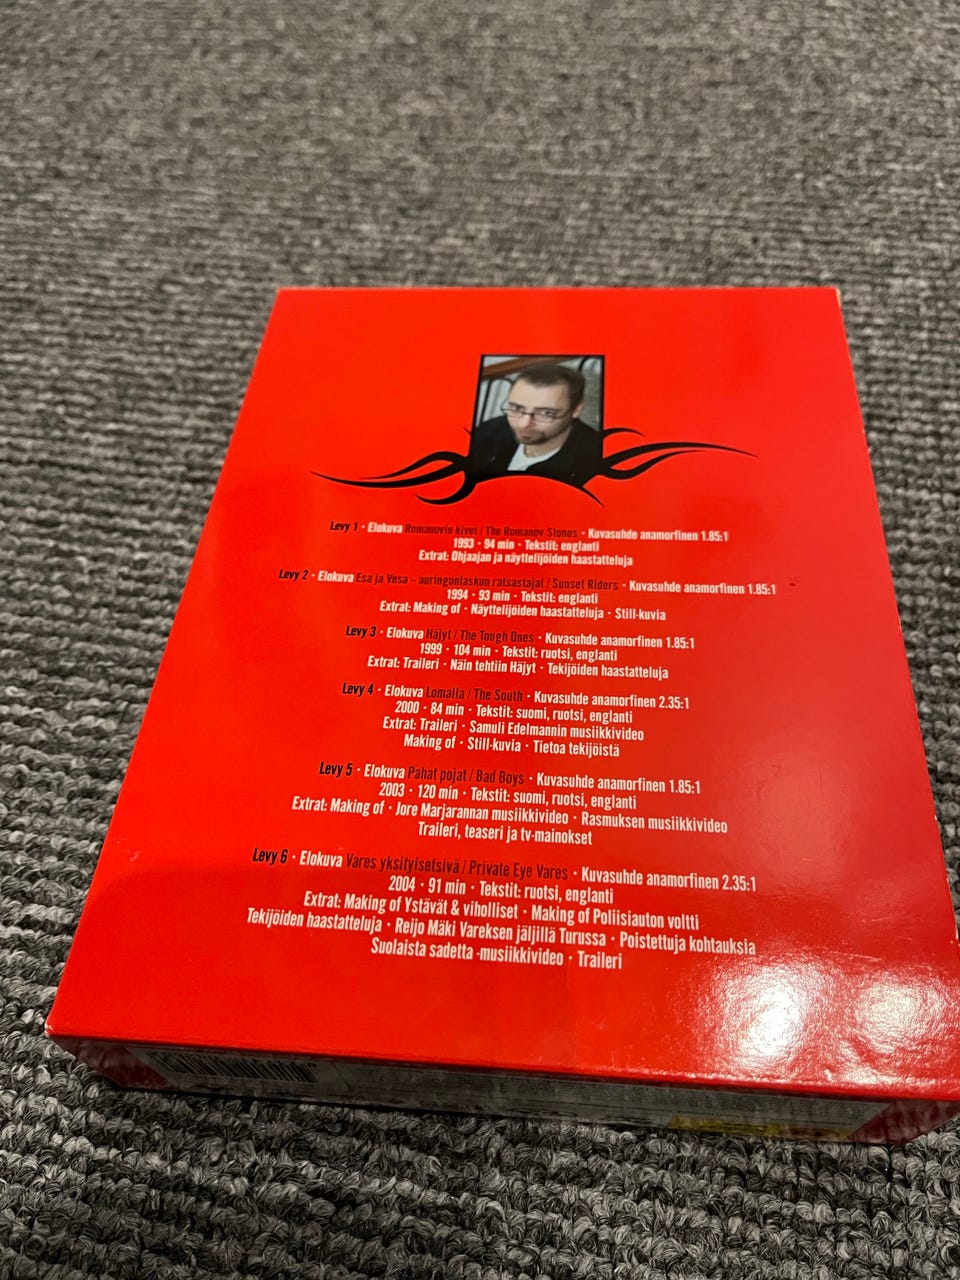 Levy 1 · Elokuva Romanovin kivet / The Romanov Stones · Kuvasuhde anamorfinen 1.85:1
1993 · 94 min · Tekstit: englanti
Extrat: Ohjaajan ja näyttelijöiden haastatteluja
Levy 2 · Elokuva Esa ja Vesa – auringonlaskun ratsastajat / Sunset Riders · Kuvasuhde anamorfinen 1.85:1
1994 · 93 min · Tekstit: englanti
Extrat: Making of · Näyttelijöiden haastatteluja · Still-kuvia
Levy 3 · Elokuva Häjyt / The Tough Ones · Kuvasuhde anamorfinen 1.85:1
1999 · 104 min · Tekstit: ruotsi, englanti
Extrat: Traileri · Näin tehtiin Häjyt · Tekijöiden haastatteluja
Levy 4 · Elokuva Lomalla / The South · Kuvasuhde anamorfinen 2.35:1
2000 · 84 min · Tekstit: suomi, ruotsi, englanti
Extrat: Traileri · Samuli Edelmannin musiikkivideo
Making of · Still-kuvia · Tietoa tekijöistä
Levy 5 · Elokuva Pahat pojat / Bad Boys · Kuvasuhde anamorfinen 1.85:1
2003 · 120 min · Tekstit: suomi, ruotsi, englanti
Extrat: Making of · Jore Marjarannan musiikkivideo · Rasmuksen musiikkivideo
Traileri, teaseri ja tv-mainokset
Levy 6 · Elokuva Vares yksityisetsivä / Private Eye Vares · Kuvasuhde anamorfinen 2.35:1
2004 · 91 min · Tekstit: ruotsi, englanti
Extrat: Making of Ystävät & viholliset · Making of Poliisiauton voltti
Tekijöiden haastatteluja · Reijo Mäki Vareksen jäljillä Turussa · Poistettuja kohtauksia
Suolaista sadetta -musiikkivideo · Traileri